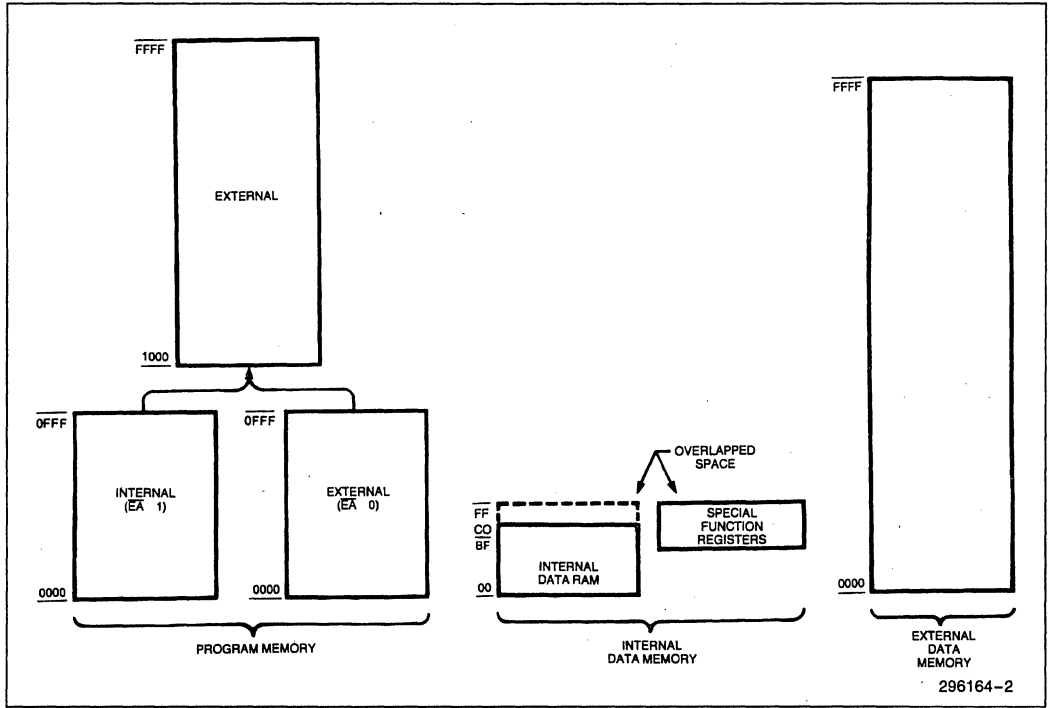 FFFF
EXTERNAL
1000
0FFF
INTERNAL
(EA 1)
0000
0FFF
EXTERNAL
(EA 0)
0000
PROGRAM MEMORY
OVERLAPPED
SPACE
FF
CO
BF
00
INTERNAL
DATA RAM
SPECIAL
FUNCTION
REGISTERS
INTERNAL
DATA MEMORY
FFFF
0000
EXTERNAL
DATA
MEMORY
296164-2